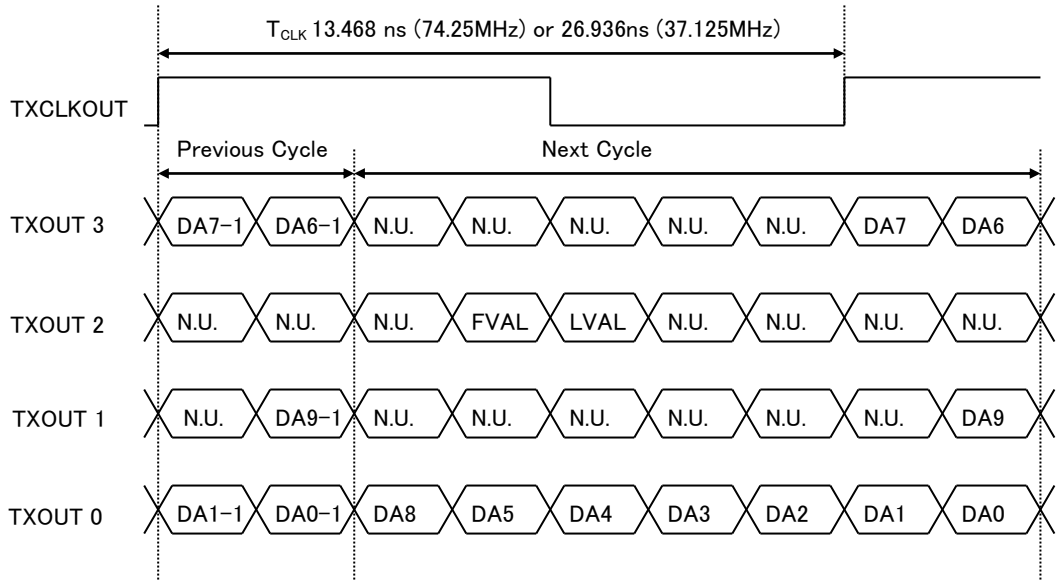 T_CLK 13.468 ns (74.25MHz) or 26.936ns (37.125MHz)
TXCLKOUT
Previous Cycle Next Cycle
TXOUT 3 DA7-1 DA6-1 N.U. N.U. N.U. N.U. N.U. DA7 DA6
TXOUT 2 N.U. N.U. N.U. FVAL LVAL N.U. N.U. N.U. N.U.
TXOUT 1 N.U. DA9-1 N.U. N.U. N.U. N.U. N.U. N.U. DA9
TXOUT 0 DA1-1 DA0-1 DA8 DA5 DA4 DA3 DA2 DA1 DA0